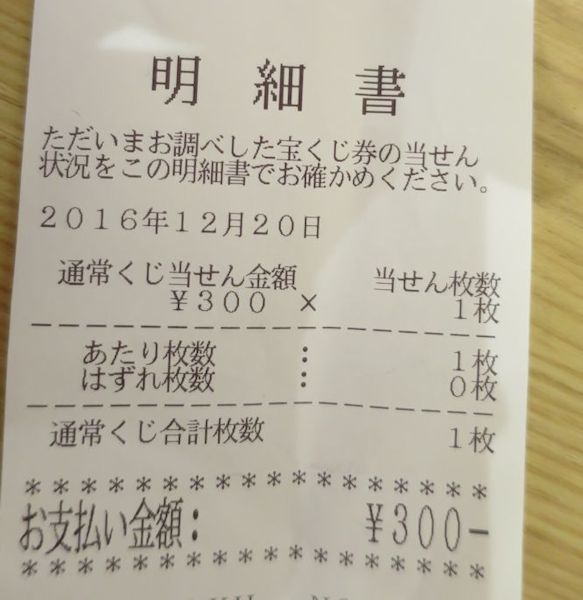 明 細 書
ただいまお調べした宝くじ券の当せん
状況をこの明細書でお確かめください。
２０１６年１２月２０日
通常くじ当せん金額 当せん枚数
￥３００ × １枚
あたり枚数 ： １枚
はずれ枚数 ： ０枚
通常くじ合計枚数 １枚
＊＊＊＊＊＊＊＊＊＊＊＊＊＊＊＊＊
お支払い金額： ￥３００－
＊＊＊＊＊＊＊＊＊＊＊＊＊＊＊＊＊